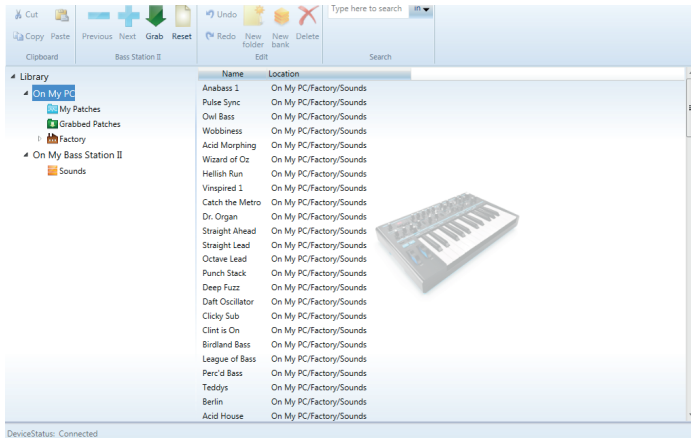 Cut
Undo
Type here to search
in
Copy Paste Previous Next Grab Reset Redo New folder New bank Delete
Clipboard Bass Station II Edit Search
Library
On My PC
My Patches
Grabbed Patches
Factory
On My Bass Station II
Sounds
Name Location
Anabass 1 On My PC/Factory/Sounds
Pulse Sync On My PC/Factory/Sounds
Owl Bass On My PC/Factory/Sounds
Wobbiness On My PC/Factory/Sounds
Acid Morphing On My PC/Factory/Sounds
Wizard of Oz On My PC/Factory/Sounds
Hellish Run On My PC/Factory/Sounds
Vinspired 1 On My PC/Factory/Sounds
Catch the Metro On My PC/Factory/Sounds
Dr. Organ On My PC/Factory/Sounds
Straight Ahead On My PC/Factory/Sounds
Straight Lead On My PC/Factory/Sounds
Octave Lead On My PC/Factory/Sounds
Punch Stack On My PC/Factory/Sounds
Deep Fuzz On My PC/Factory/Sounds
Daft Oscillator On My PC/Factory/Sounds
Clicky Sub On My PC/Factory/Sounds
Clint is On On My PC/Factory/Sounds
Birdland Bass On My PC/Factory/Sounds
League of Bass On My PC/Factory/Sounds
Perc'd Bass On My PC/Factory/Sounds
Teddys On My PC/Factory/Sounds
Berlin On My PC/Factory/Sounds
Acid House On My PC/Factory/Sounds
DeviceStatus: Connected